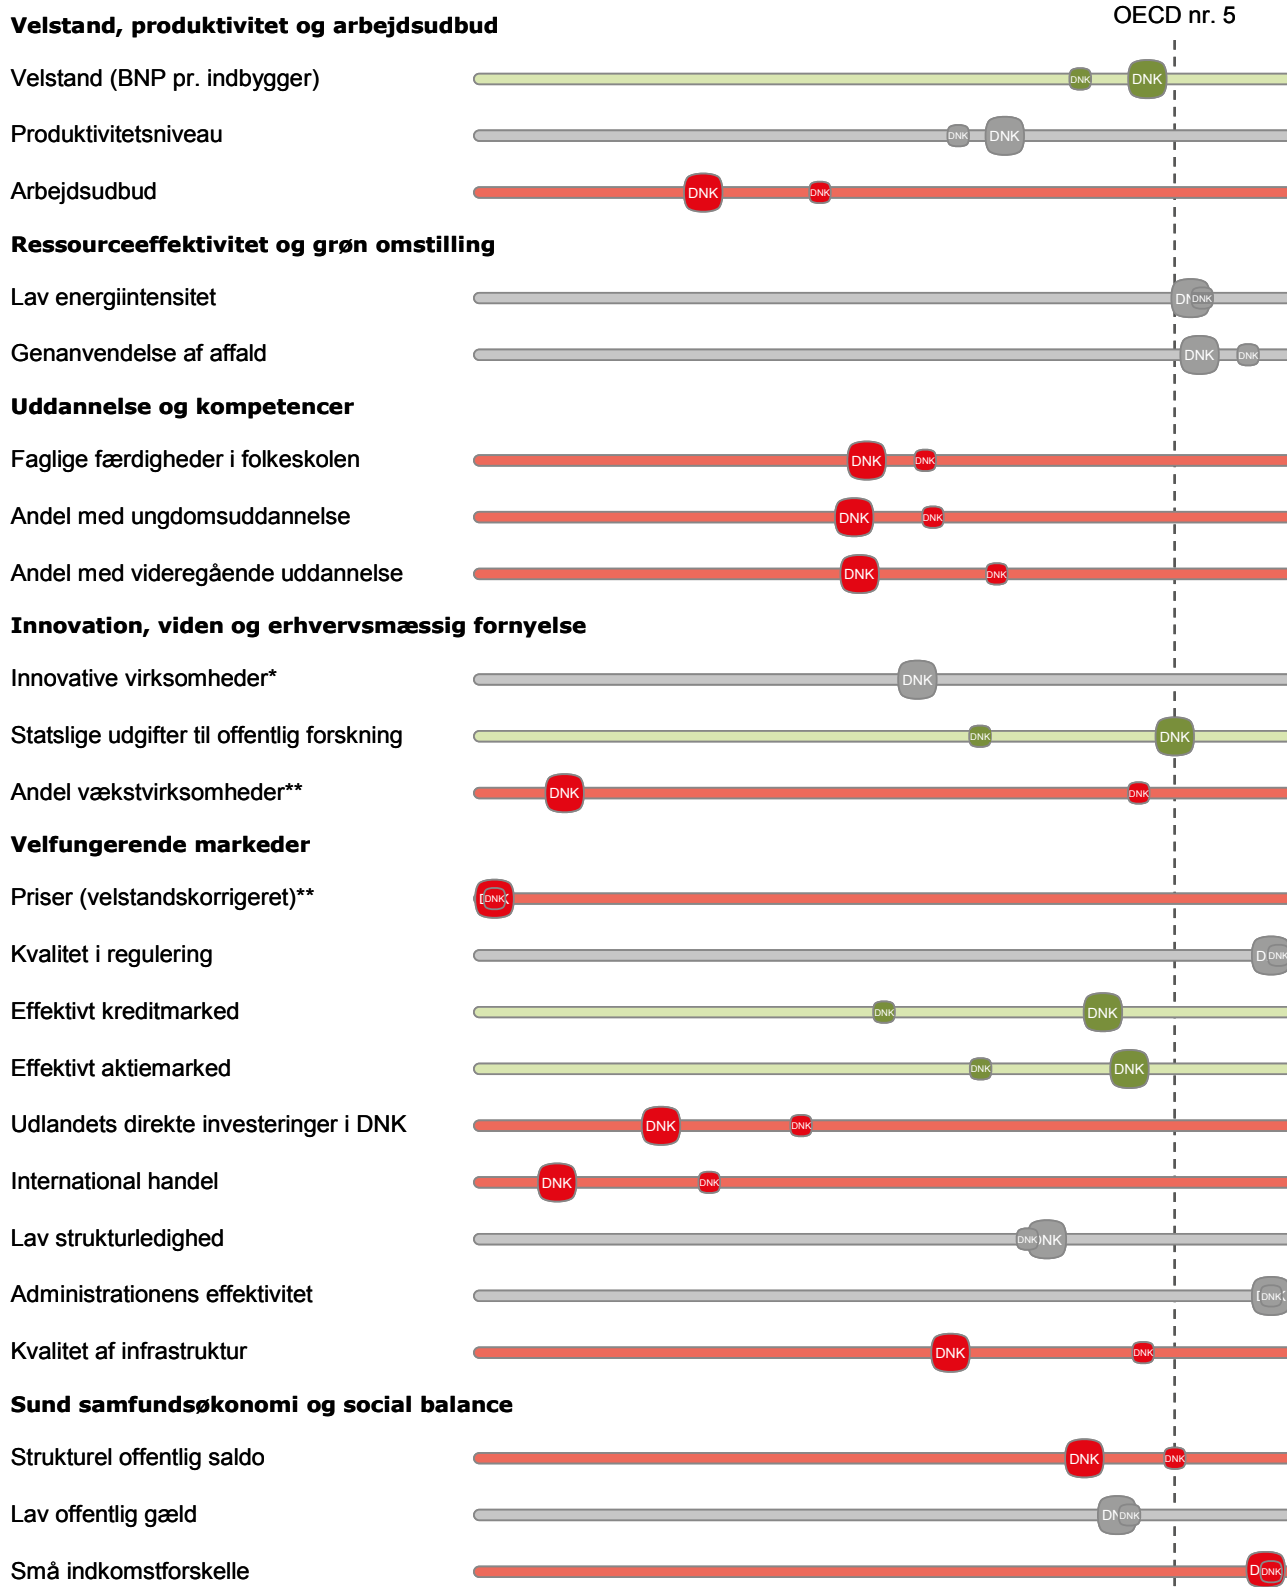 OECD nr. 5
Velstand, produktivitet og arbejdsudbud
Velstand (BNP pr. indbygger) DNK DNK
Produktivitetsniveau DNK DNK
Arbejdsudbud DNK DNK
Ressourceeffektivitet og grøn omstilling
Lav energiintensitet DNK
Genanvendelse af affald DNK DNK
Uddannelse og kompetencer
Faglige færdigheder i folkeskolen DNK DNK
Andel med ungdomsuddannelse DNK DNK
Andel med videregående uddannelse DNK DNK
Innovation, viden og erhvervsmæssig fornyelse
Innovative virksomheder* DNK
Statslige udgifter til offentlig forskning DNK DNK
Andel vækstvirksomheder** DNK DNK
Velfungerende markeder
Priser (velstandskorrigeret)** DNK
Kvalitet i regulering DNK
Effektivt kreditmarked DNK DNK
Effektivt aktiemarked DNK DNK
Udlandets direkte investeringer i DNK DNK DNK
International handel DNK DNK
Lav strukturledighed DNK DNK
Administrationens effektivitet DNK
Kvalitet af infrastruktur DNK DNK
Sund samfundsøkonomi og social balance
Strukturel offentlig saldo DNK DNK
Lav offentlig gæld DNK
Små indkomstforskelle DNK